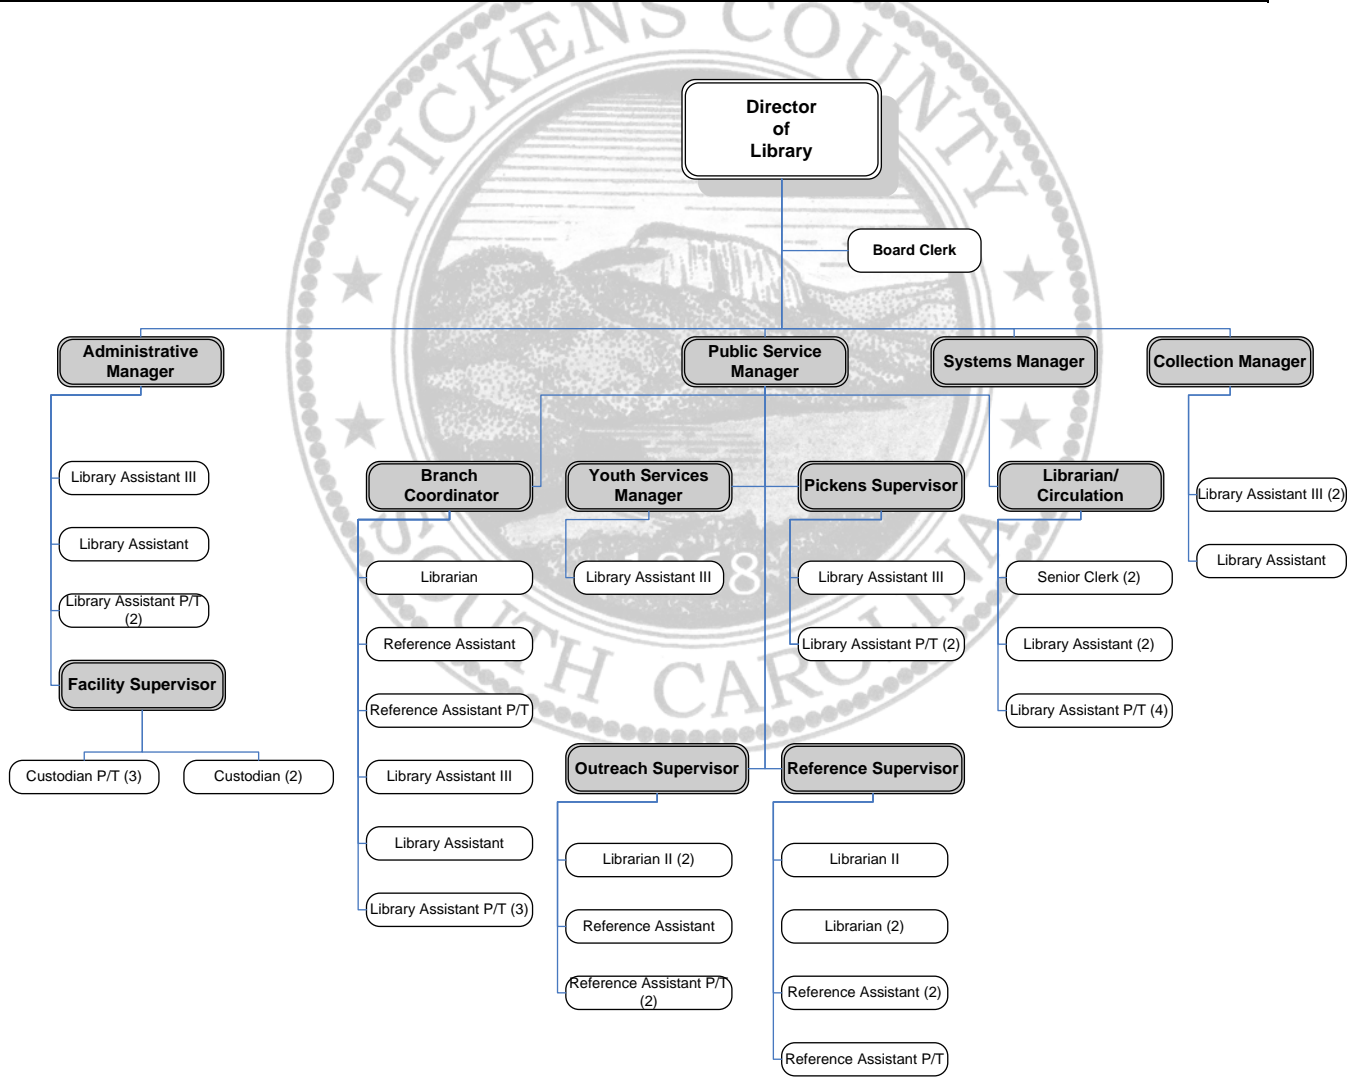 PICKENS COUNTY
Director
of
Library
Board Clerk
Administrative
Manager
Public Service
Manager
Systems Manager
Collection Manager
Library Assistant III
Library Assistant
Library Assistant P/T
(2)
Facility Supervisor
Custodian P/T (3)
Custodian (2)
Branch
Coordinator
Youth Services
Manager
Pickens Supervisor
Librarian/
Circulation
Library Assistant III (2)
Library Assistant
Librarian
Reference Assistant
Reference Assistant P/T
Library Assistant III
Library Assistant
Library Assistant P/T (3)
Library Assistant III
Library Assistant III
Library Assistant P/T (2)
Senior Clerk (2)
Library Assistant (2)
Library Assistant P/T (4)
Outreach Supervisor
Reference Supervisor
Librarian II (2)
Reference Assistant
Reference Assistant P/T
(2)
Librarian II
Librarian (2)
Reference Assistant (2)
Reference Assistant P/T
1868
SOUTH CAROLINA